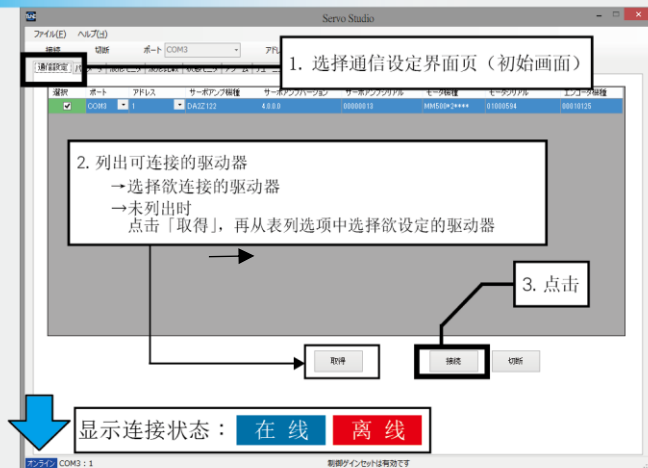 Servo Studio
ファイル(F) ヘルプ(H)
接続 切断 ポート COM3
1. 选择通信设定界面页（初始画面）
通信設定
選択 ポート アドレス サーボアンプ機種 サーボアンプバージョン サーボアンプシリアル モータ機種 モータシリアル エンコーダ機種
COM3 1 DA2Z122 4.0.0.0 00000013 MM500*2**** 01000594 00010125
2. 列出可连接的驱动器
→选择欲连接的驱动器
→未列出时
点击「取得」，再从表列选项中选择欲设定的驱动器
3. 点击
取得 接続 切断
显示连接状态： 在 线 离 线
オンライン COM3 : 1 制御ゲインセットは有効です